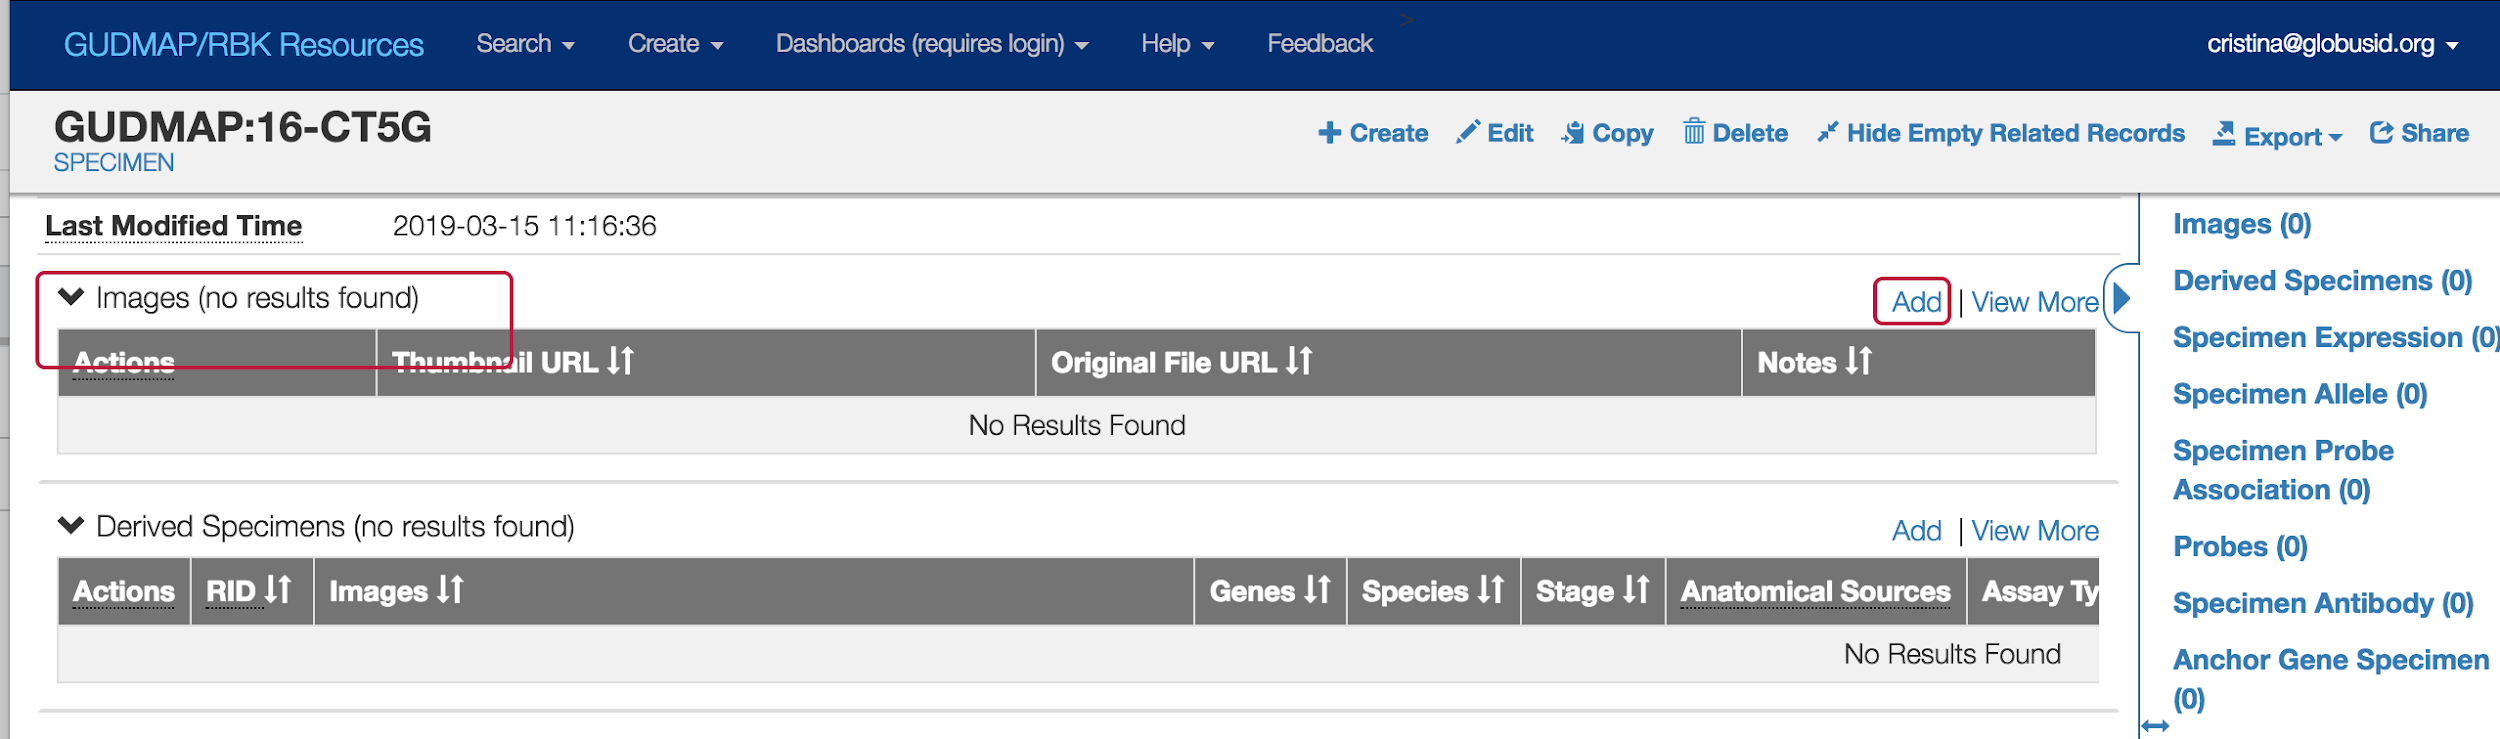 >
GUDMAP/RBK Resources Search Create Dashboards (requires login) Help Feedback cristina@globusid.org
GUDMAP:16-CT5G
SPECIMEN
Create Edit Copy Delete Hide Empty Related Records Export Share
Last Modified Time 2019-03-15 11:16:36
Images (no results found) Add | View More
Actions Thumbnail URL Original File URL Notes
No Results Found
Derived Specimens (no results found) Add | View More
Actions RID Images Genes Species Stage Anatomical Sources Assay Ty
No Results Found
Images (0)
Derived Specimens (0)
Specimen Expression (0)
Specimen Allele (0)
Specimen Probe
Association (0)
Probes (0)
Specimen Antibody (0)
Anchor Gene Specimen
(0)